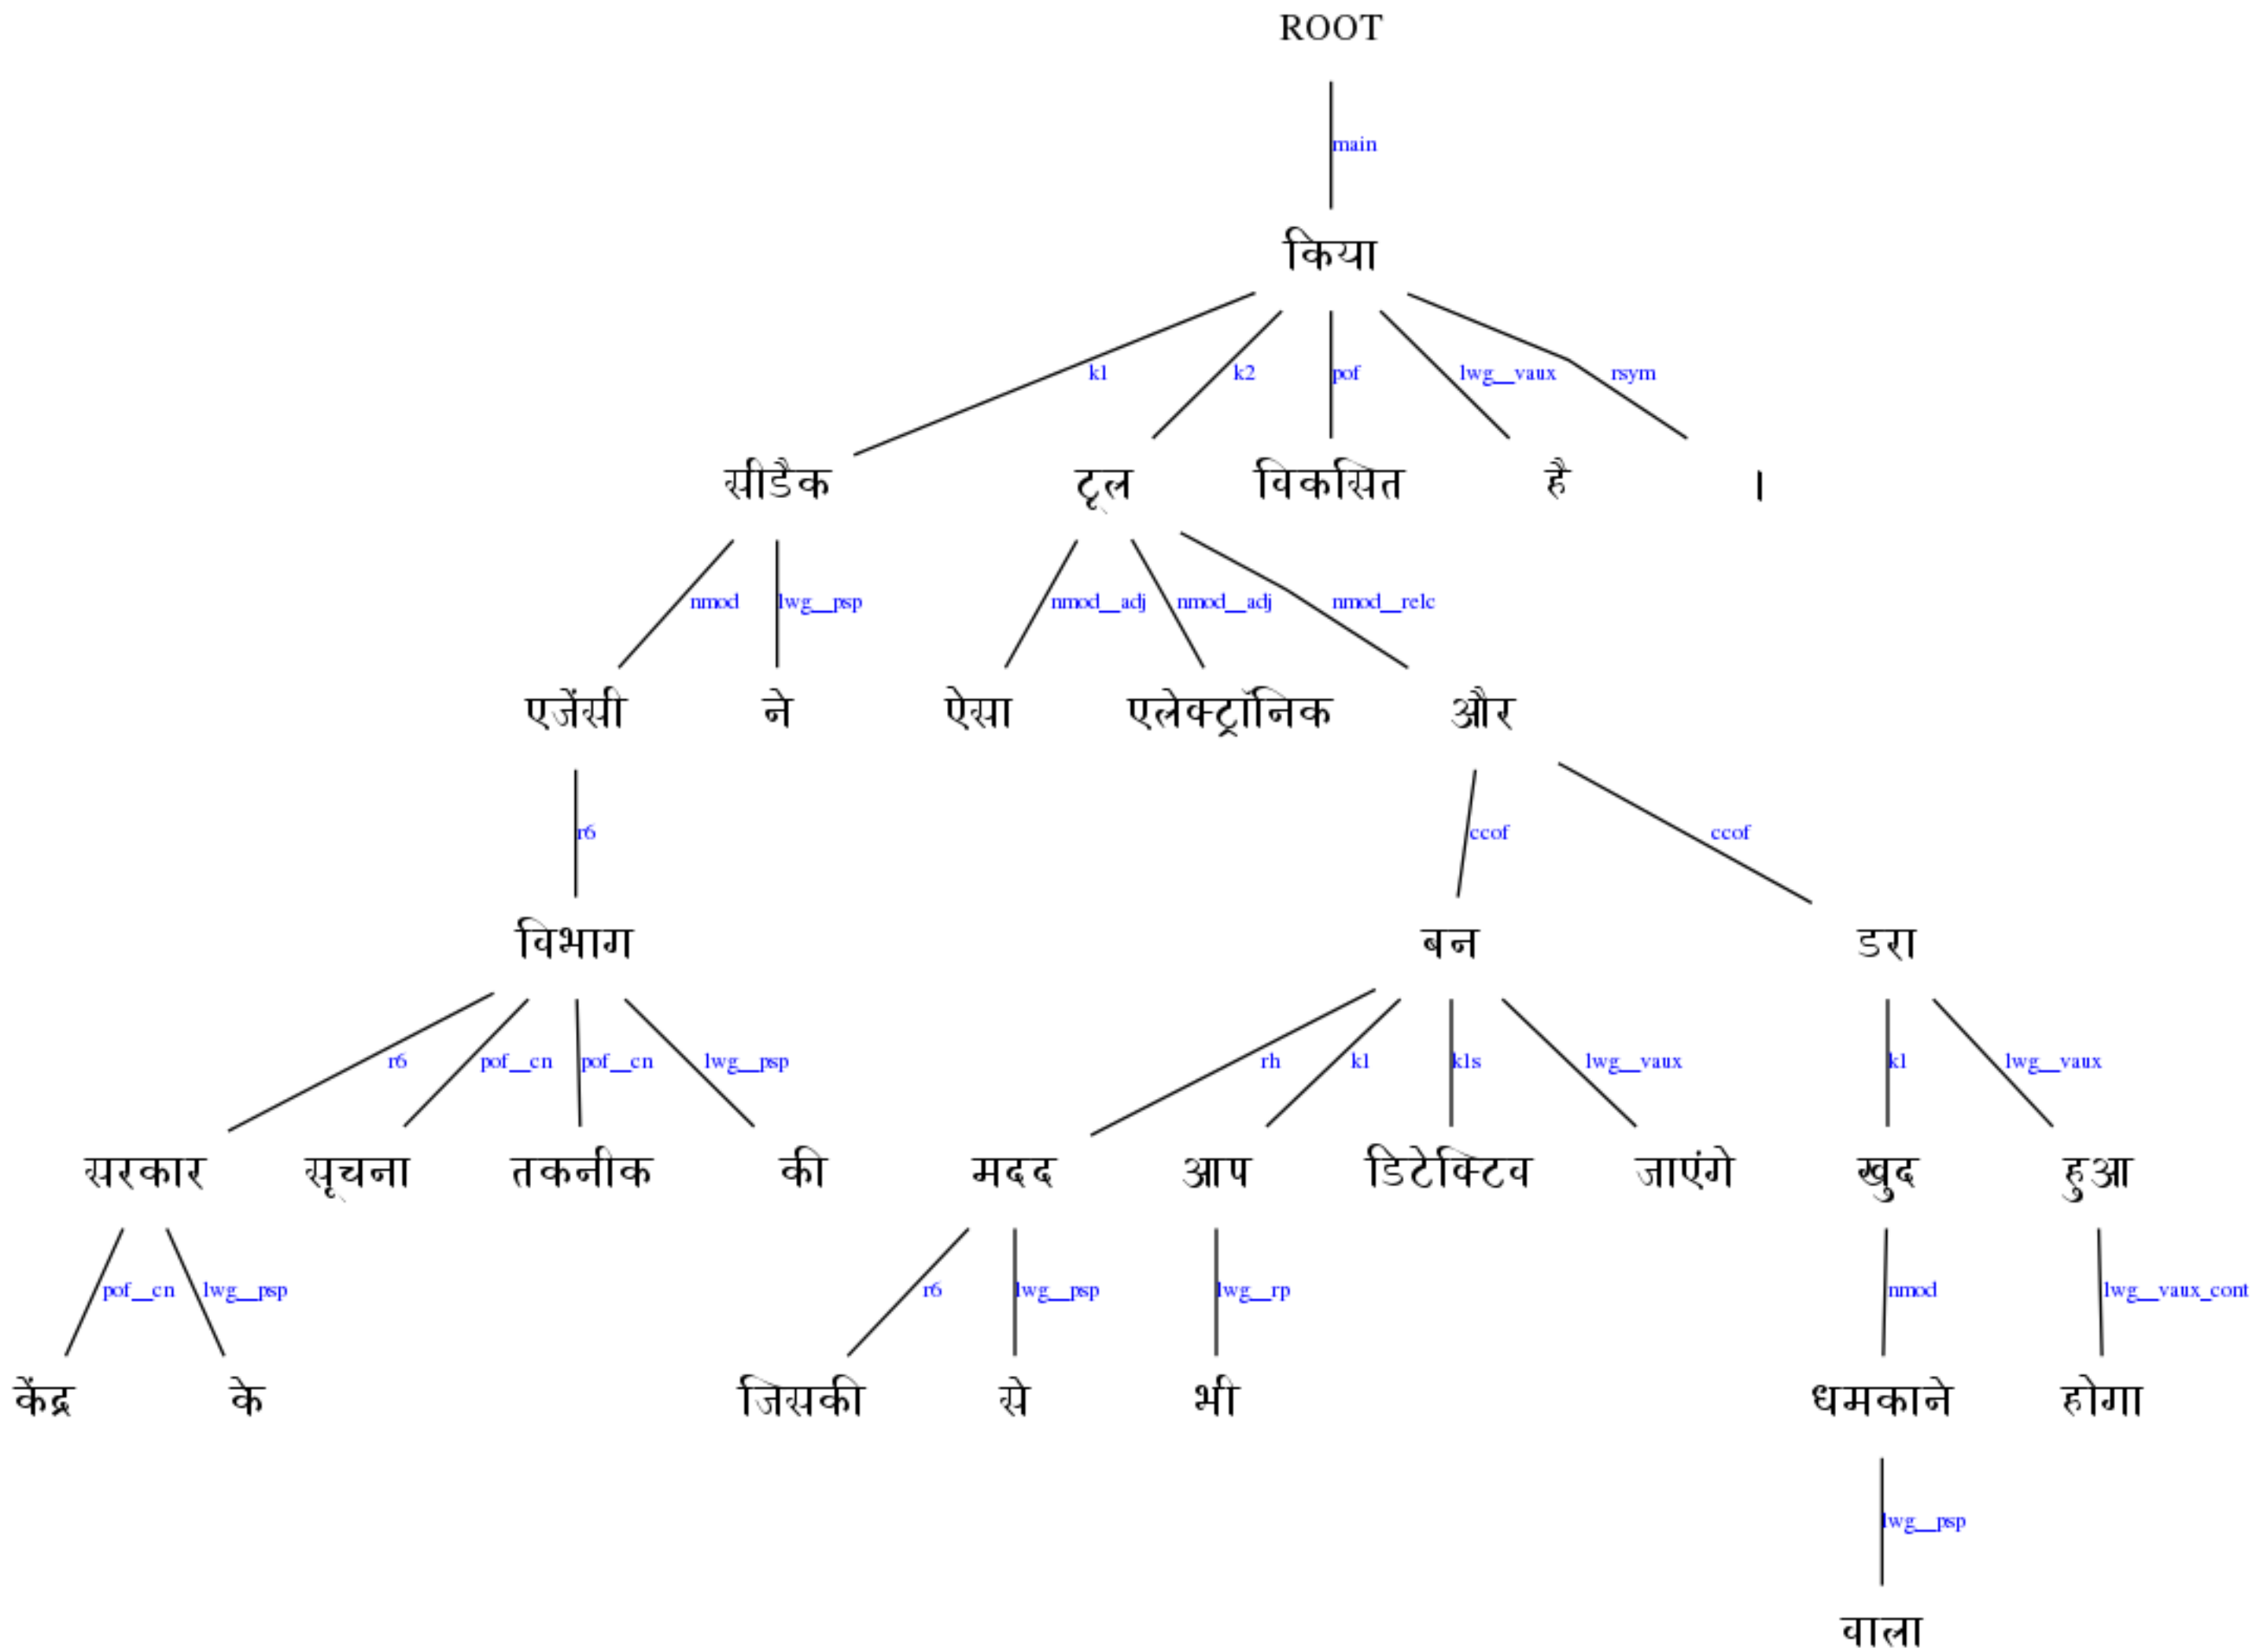 ROOT
main
किया
k1 k2 pof lwg__vaux rsym
सीडैक टूल विकसित है ।
nmod lwg__psp nmod__adj nmod__adj nmod__relc
एजेंसी ने ऐसा एलेक्ट्रॉनिक और
r6 ccof ccof
विभाग बन डरा
r6 pof__cn pof__cn lwg__psp rh k1 k1s lwg__vaux k1 lwg__vaux
सरकार सूचना तकनीक की मदद आप डिटेक्टिव जाएंगे खुद हुआ
pof__cn lwg__psp r6 lwg__psp lwg__rp nmod lwg__vaux_cont
केंद्र के जिसकी से भी धमकाने होगा
lwg__psp
वाला